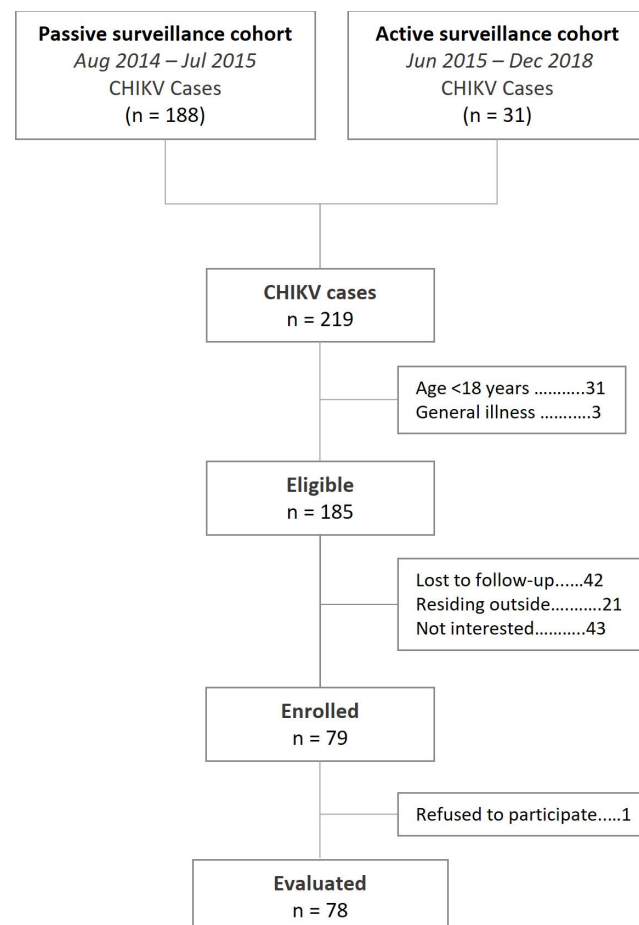 Passive surveillance cohort
Aug 2014 – Jul 2015
CHIKV Cases
(n = 188)
Active surveillance cohort
Jun 2015 – Dec 2018
CHIKV Cases
(n = 31)
CHIKV cases
n = 219
Age <18 years ...........31
General illness ..........3
Eligible
n = 185
Lost to follow-up......42
Residing outside...........21
Not interested...........43
Enrolled
n = 79
Refused to participate.....1
Evaluated
n = 78